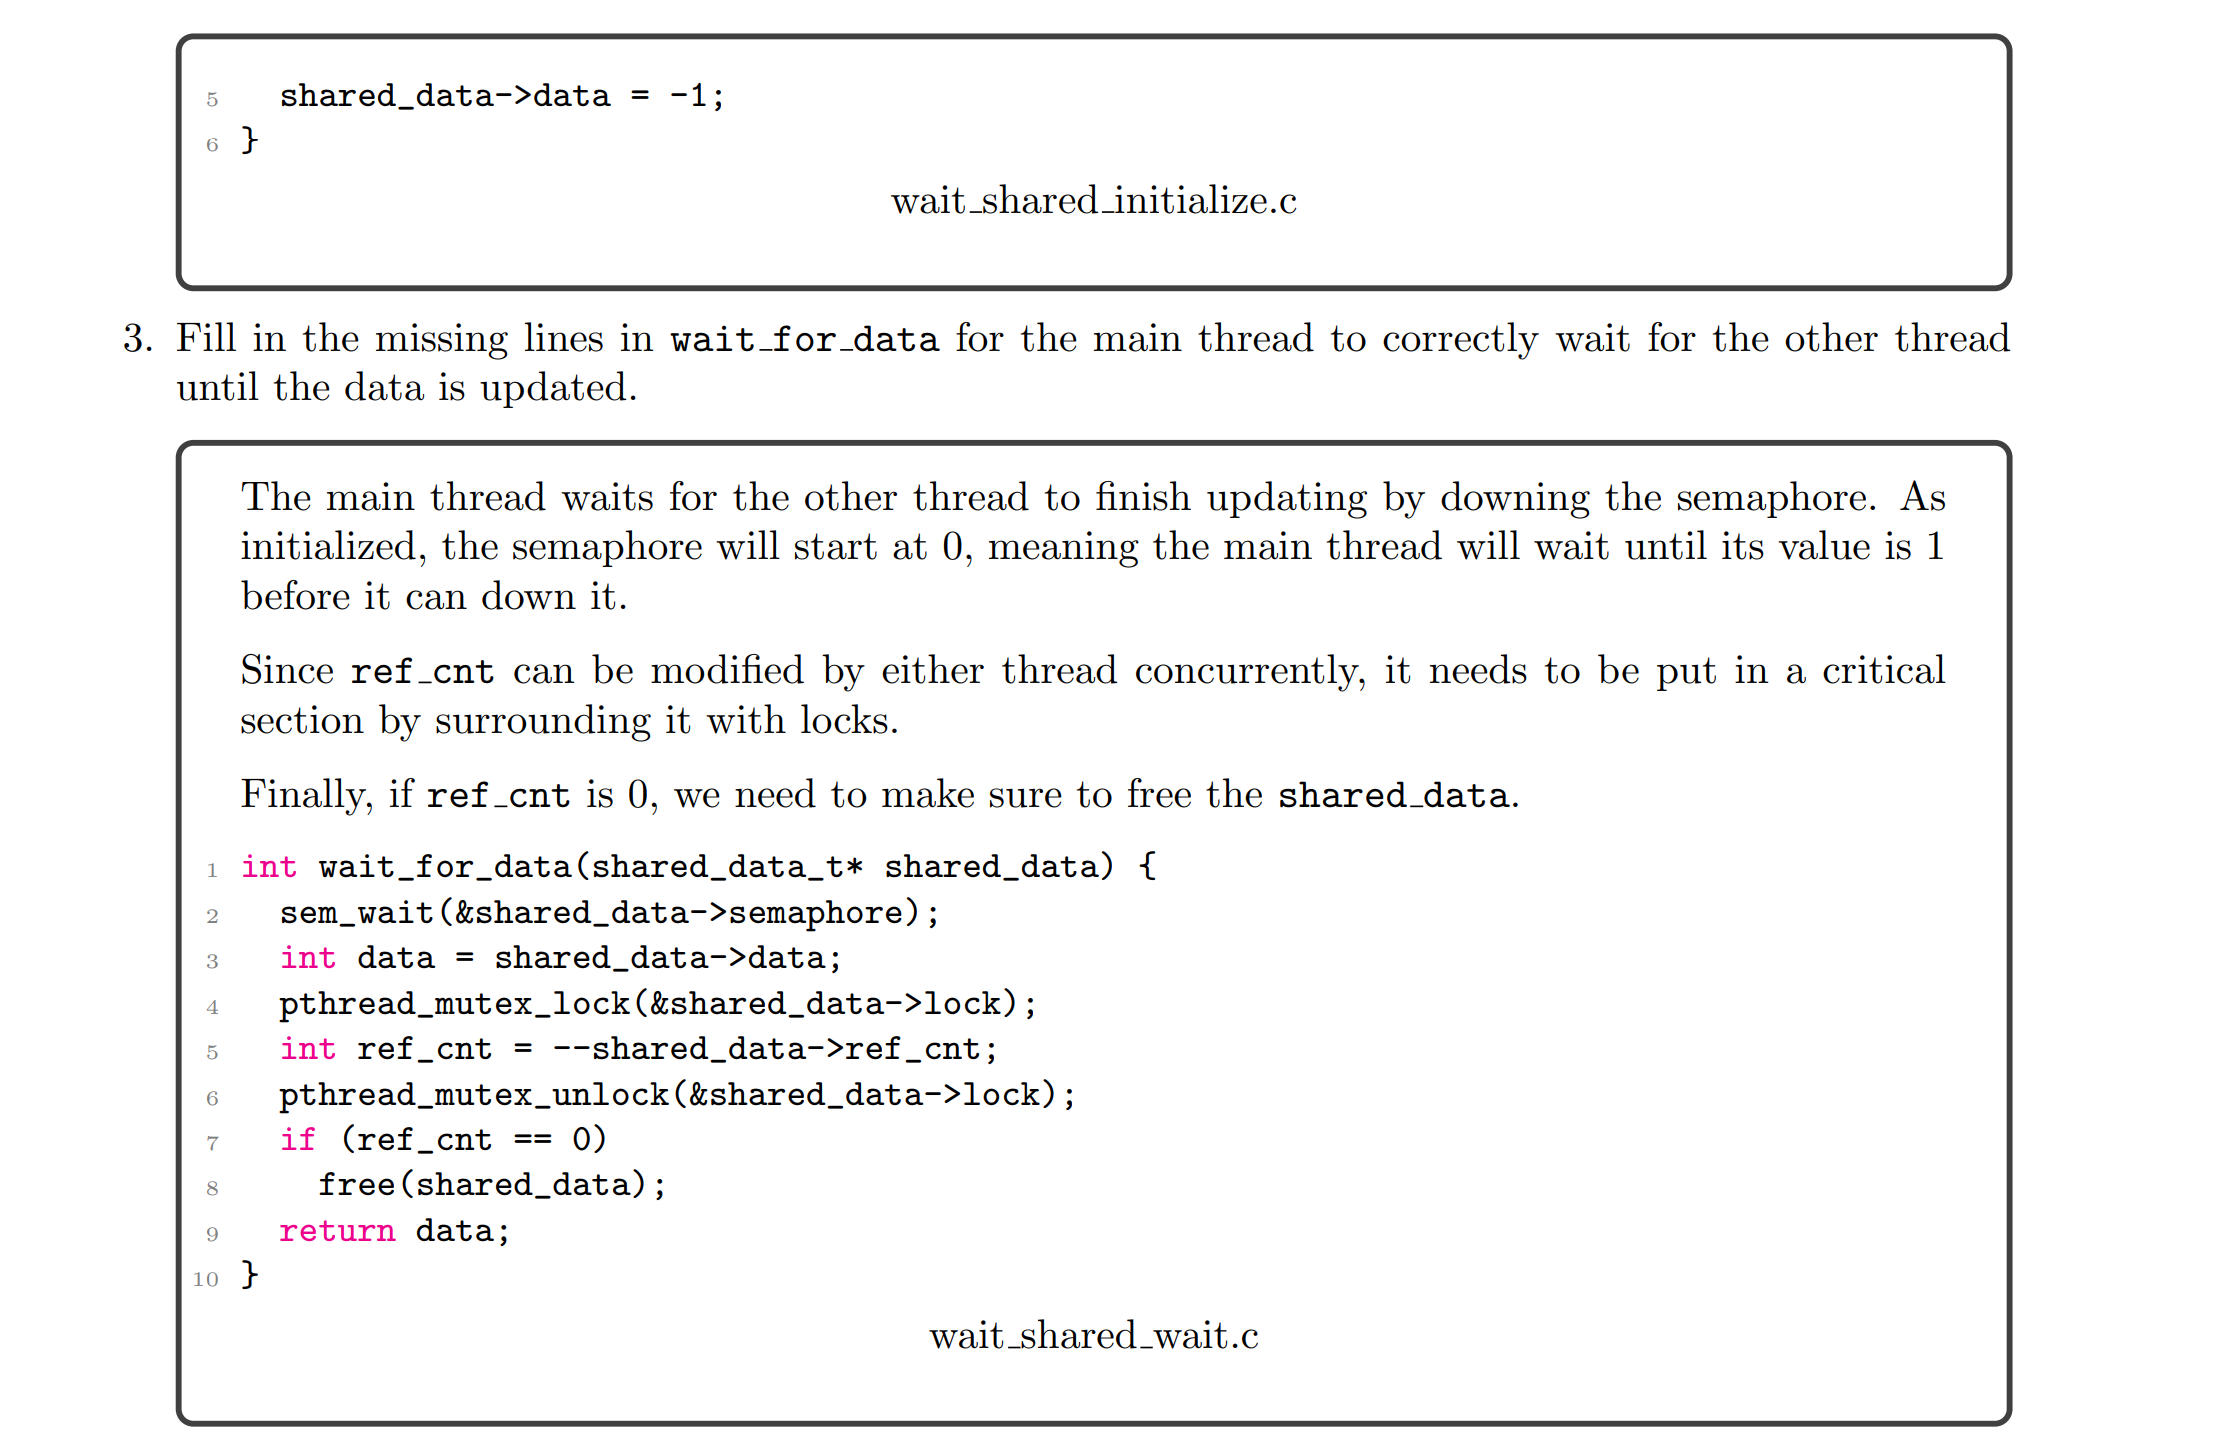 5 shared_data->data = -1;
6 }
wait_shared_initialize.c
3. Fill in the missing lines in wait_for_data for the main thread to correctly wait for the other thread
until the data is updated.
The main thread waits for the other thread to finish updating by downing the semaphore. As
initialized, the semaphore will start at 0, meaning the main thread will wait until its value is 1
before it can down it.
Since ref_cnt can be modified by either thread concurrently, it needs to be put in a critical
section by surrounding it with locks.
Finally, if ref_cnt is 0, we need to make sure to free the shared_data.
1 int wait_for_data(shared_data_t* shared_data) {
2 sem_wait(&shared_data->semaphore);
3 int data = shared_data->data;
4 pthread_mutex_lock(&shared_data->lock);
5 int ref_cnt = --shared_data->ref_cnt;
6 pthread_mutex_unlock(&shared_data->lock);
7 if (ref_cnt == 0)
8 free(shared_data);
9 return data;
10 }
wait_shared_wait.c